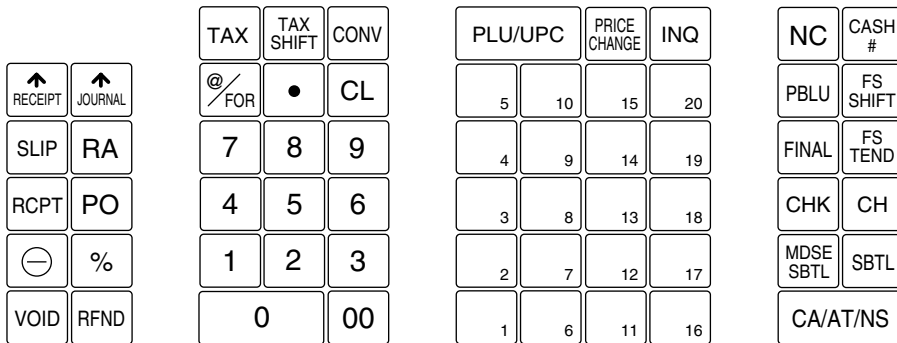 TAX TAX SHIFT CONV PLU/UPC PRICE CHANGE INQ NC CASH #
RECEIPT JOURNAL @/FOR • CL 5 10 15 20 PBLU FS SHIFT
SLIP RA 7 8 9 4 9 14 19 FINAL FS TEND
RCPT PO 4 5 6 3 8 13 18 CHK CH
⊖ % 1 2 3 2 7 12 17 MDSE SBTL SBTL
VOID RFND 0 00 1 6 11 16 CA/AT/NS